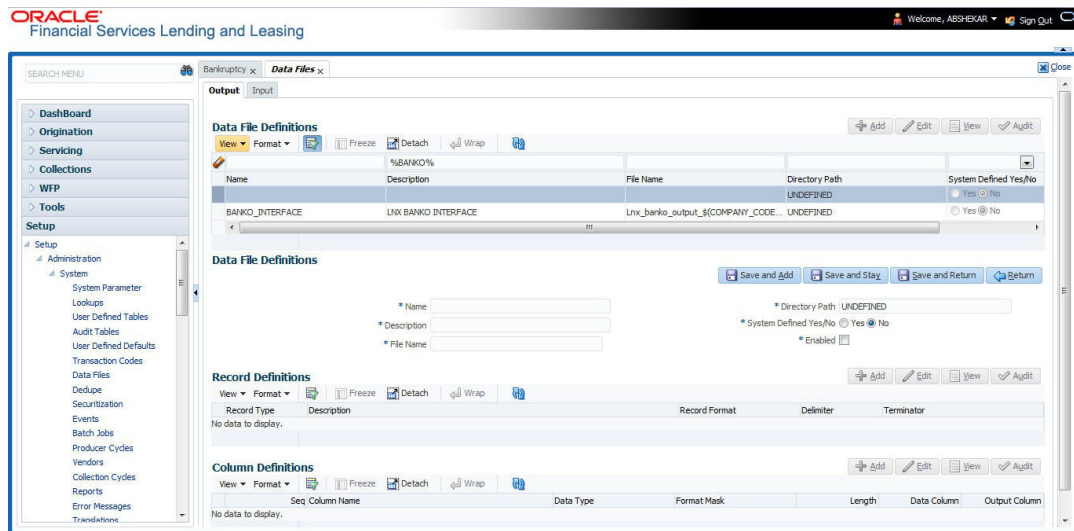 ORACLE
Financial Services Lending and Leasing
Welcome, ABSHEKAR
Sign Out
SEARCH MENU
Bankruptcy x
Data Files x
Close
Output
Input
DashBoard
Origination
Servicing
Collections
WFP
Tools
Setup
Setup
Administration
System
System Parameter
Lookups
User Defined Tables
Audit Tables
User Defined Defaults
Transaction Codes
Data Files
Dedupe
Securitization
Events
Batch Jobs
Producer Cycles
Vendors
Collection Cycles
Reports
Error Messages
Translations
Data File Definitions
Add Edit View Audit
View Format Freeze Detach Wrap
%BANKO%
Name Description File Name Directory Path System Defined Yes/No
UNDEFINED Yes No
BANKO_INTERFACE LNX BANKO INTERFACE Lnx_banko_output_$(COMPANY_CODE... UNDEFINED Yes No
Data File Definitions
Save and Add Save and Stay Save and Return Return
* Name
* Description
* File Name
* Directory Path UNDEFINED
* System Defined Yes/No Yes No
* Enabled
Record Definitions
Add Edit View Audit
View Format Freeze Detach Wrap
Record Type Description Record Format Delimiter Terminator
No data to display.
Column Definitions
Add Edit View Audit
View Format Freeze Detach Wrap
Seq Column Name Data Type Format Mask Length Data Column Output Column
No data to display.